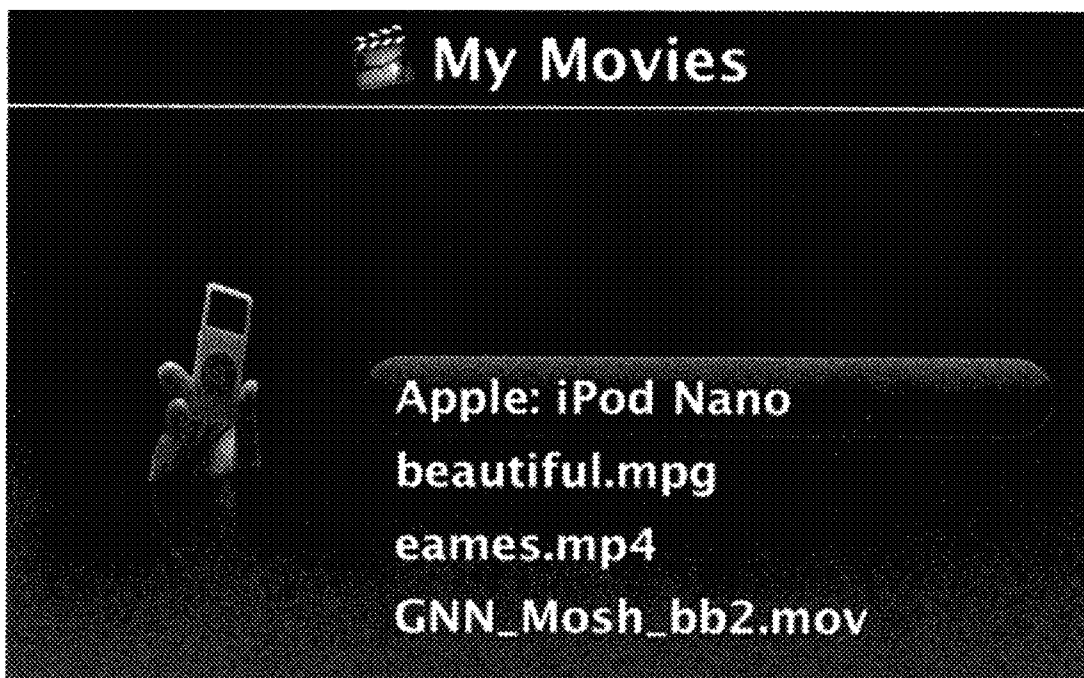 My Movies
Apple: iPod Nano
beautiful.mpg
eames.mp4
GNN_Mosh_bb2.mov